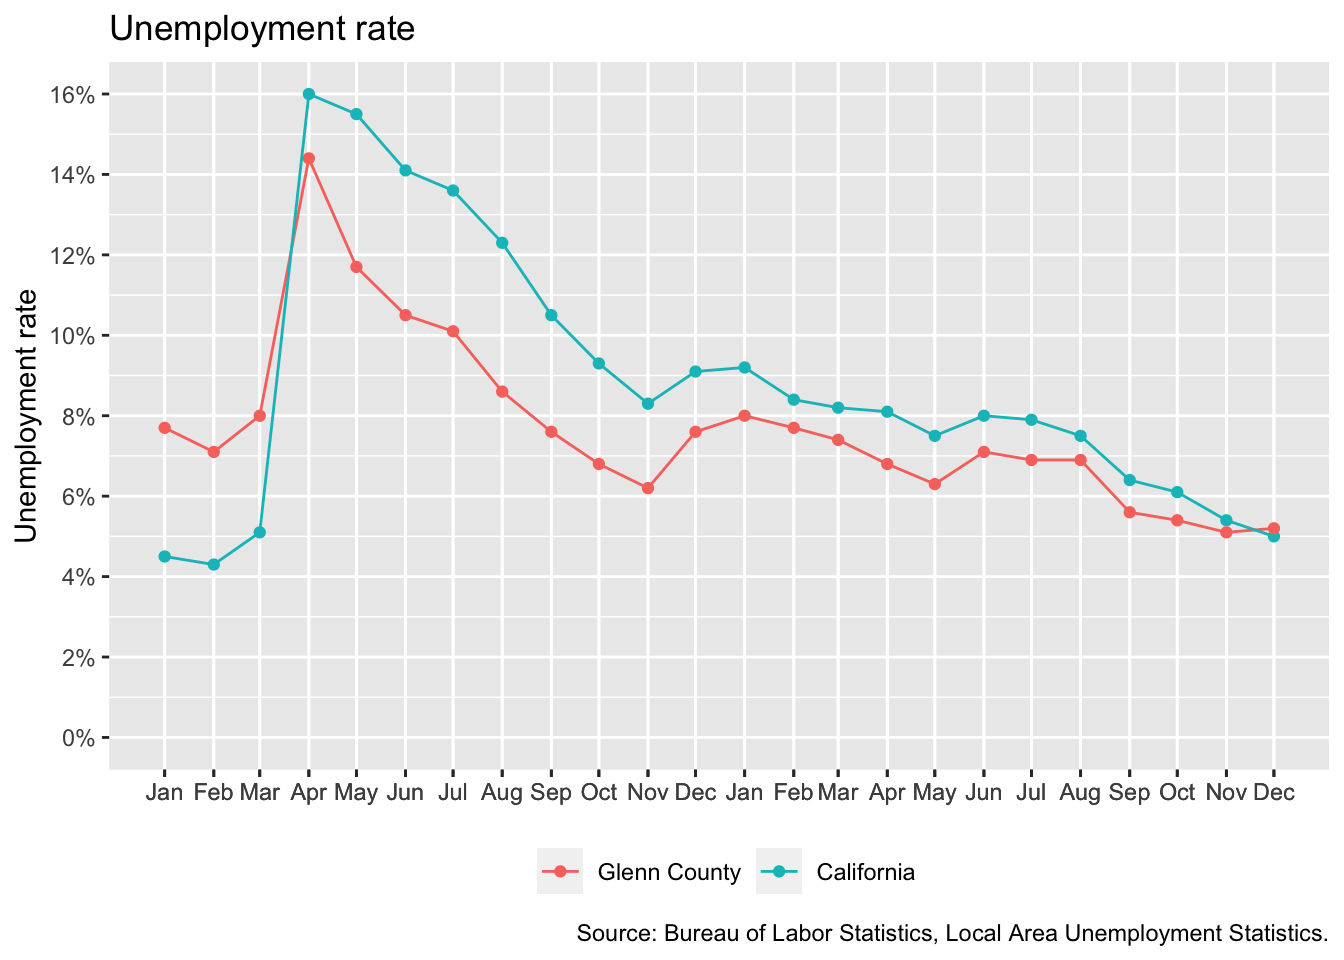 Unemployment rate
Unemployment rate
16%
14%
12%
10%
8%
6%
4%
2%
0%
Jan Feb Mar Apr May Jun Jul Aug Sep Oct Nov Dec Jan Feb Mar Apr May Jun Jul Aug Sep Oct Nov Dec
Glenn County California
Source: Bureau of Labor Statistics, Local Area Unemployment Statistics.